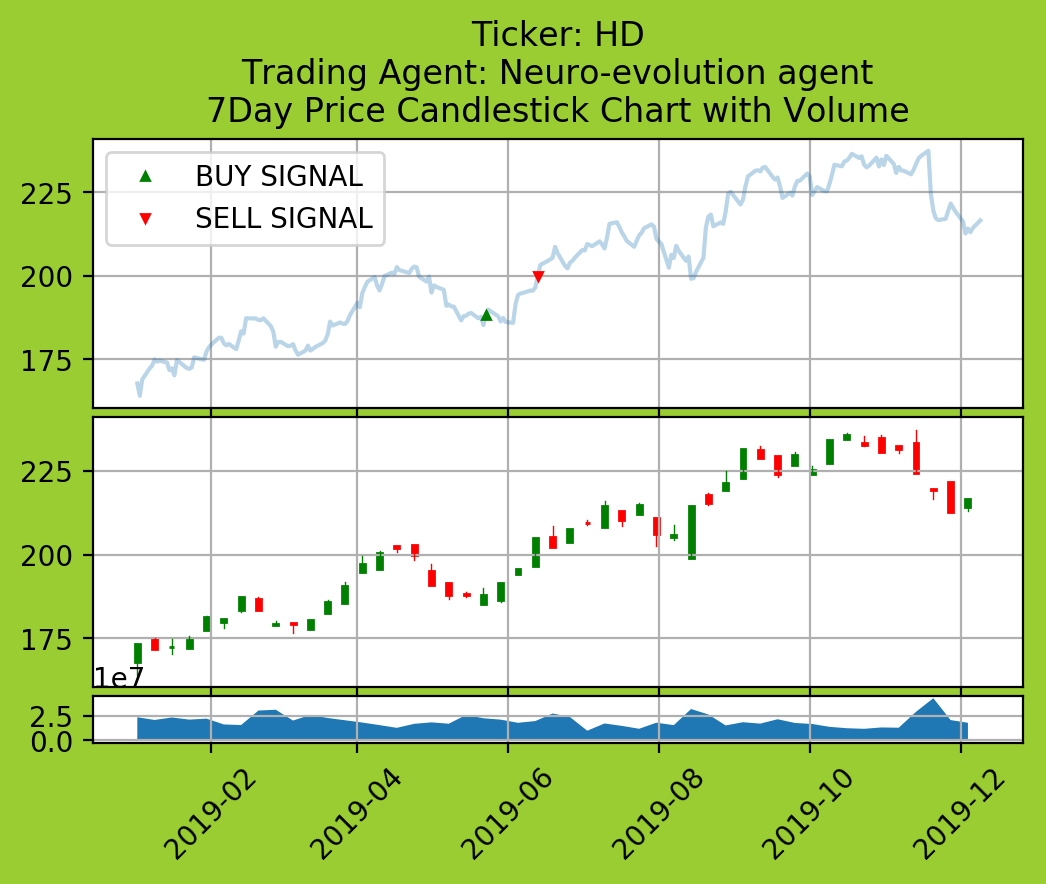 Ticker: HD
Trading Agent: Neuro-evolution agent
7Day Price Candlestick Chart with Volume
BUY SIGNAL
SELL SIGNAL
225
200
175
225
200
175
1e7
2.5
0.0
2019-02
2019-04
2019-06
2019-08
2019-10
2019-12